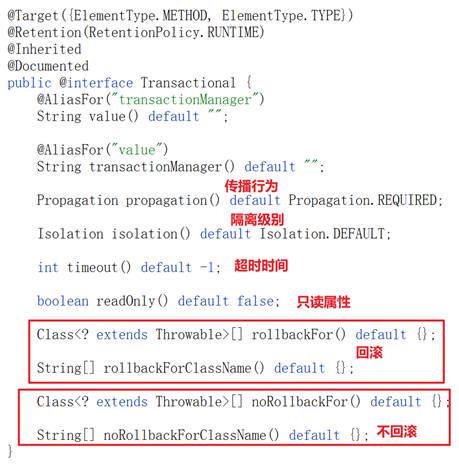 @Target({ElementType.METHOD, ElementType.TYPE})
@Retention(RetentionPolicy.RUNTIME)
@Inherited
@Documented
public @interface Transactional {
@AliasFor("transactionManager")
String value() default "";
@AliasFor("value")
String transactionManager() default "";
传播行为
Propagation propagation() default Propagation.REQUIRED;
隔离级别
Isolation isolation() default Isolation.DEFAULT;
int timeout() default -1; 超时时间
boolean readOnly() default false; 只读属性
Class<? extends Throwable>[] rollbackFor() default {};
回滚
String[] rollbackForClassName() default {};
Class<? extends Throwable>[] noRollbackFor() default {};
String[] noRollbackForClassName() default {}; 不回滚
}